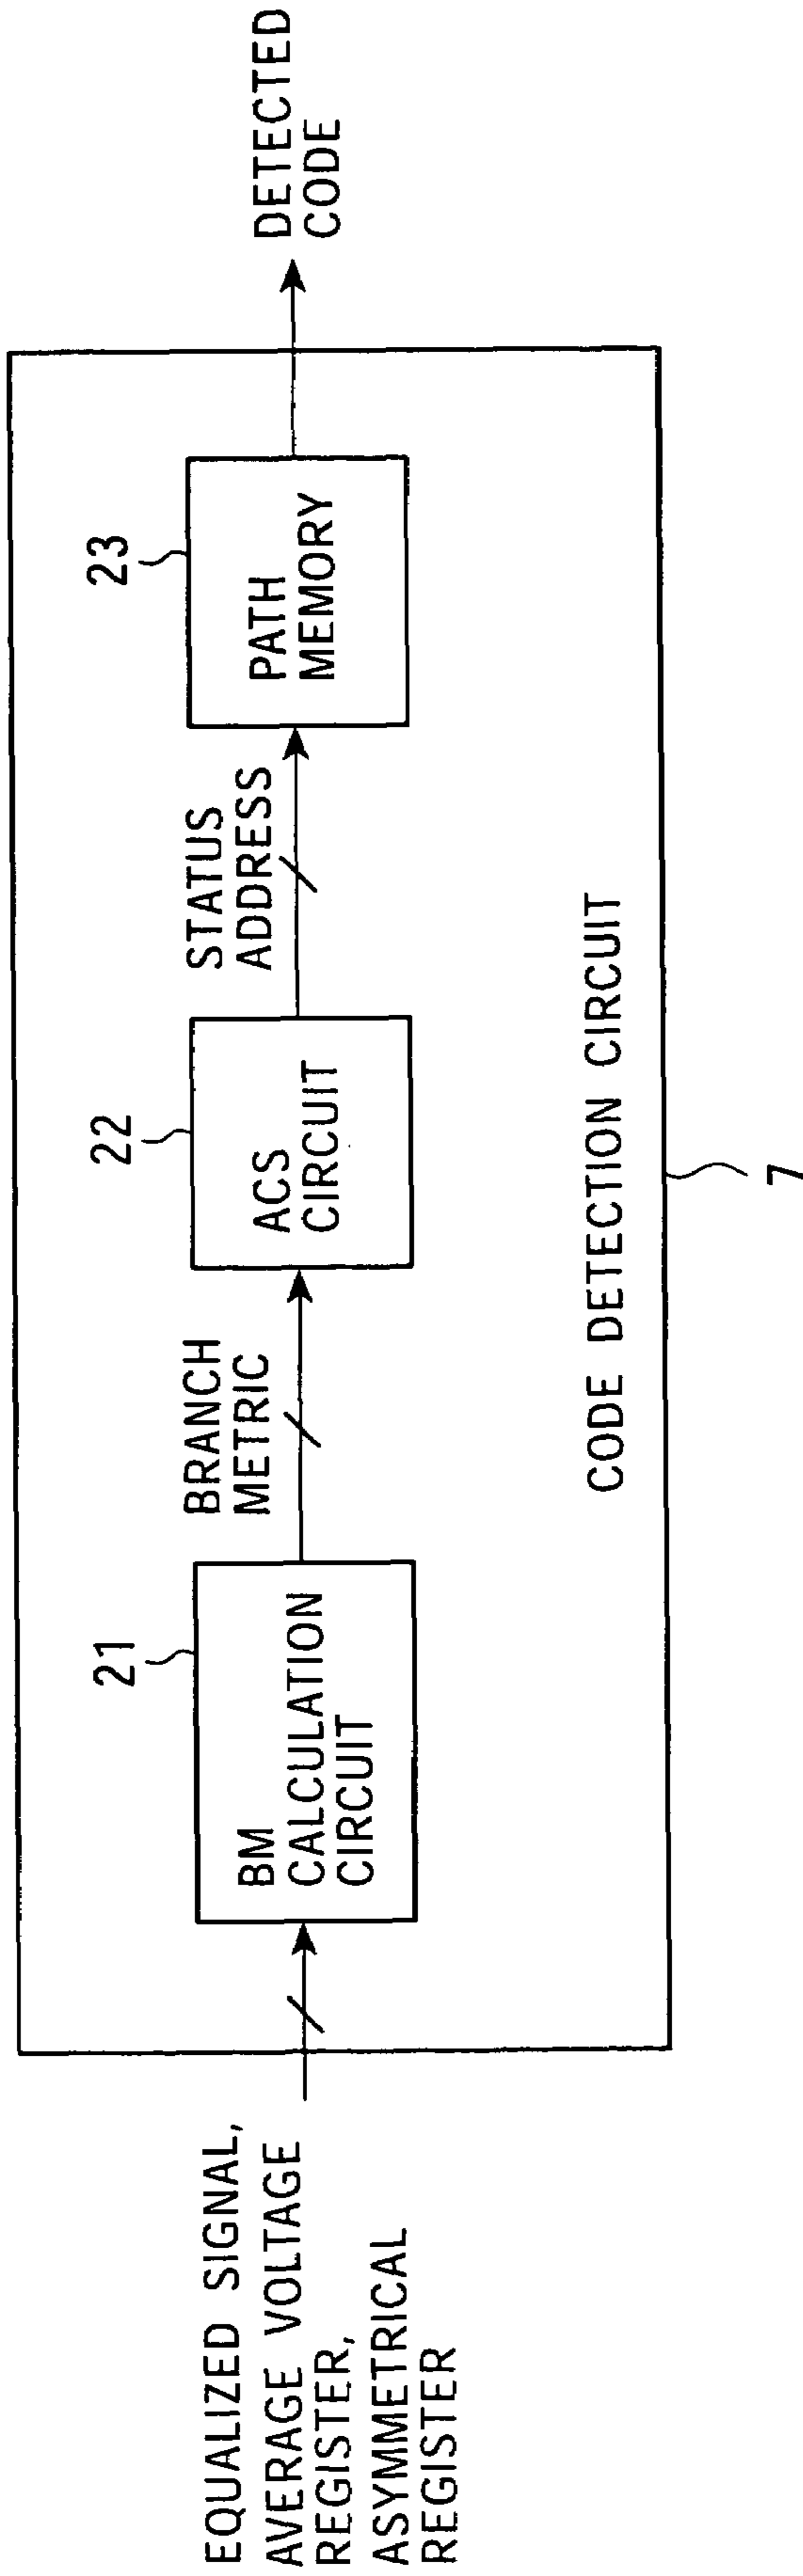 EQUALIZED SIGNAL,
AVERAGE VOLTAGE
REGISTER,
ASYMMETRICAL
REGISTER
21
BM
CALCULATION
CIRCUIT
BRANCH
METRIC
22
ACS
CIRCUIT
STATUS
ADDRESS
23
PATH
MEMORY
DETECTED
CODE
CODE DETECTION CIRCUIT
7